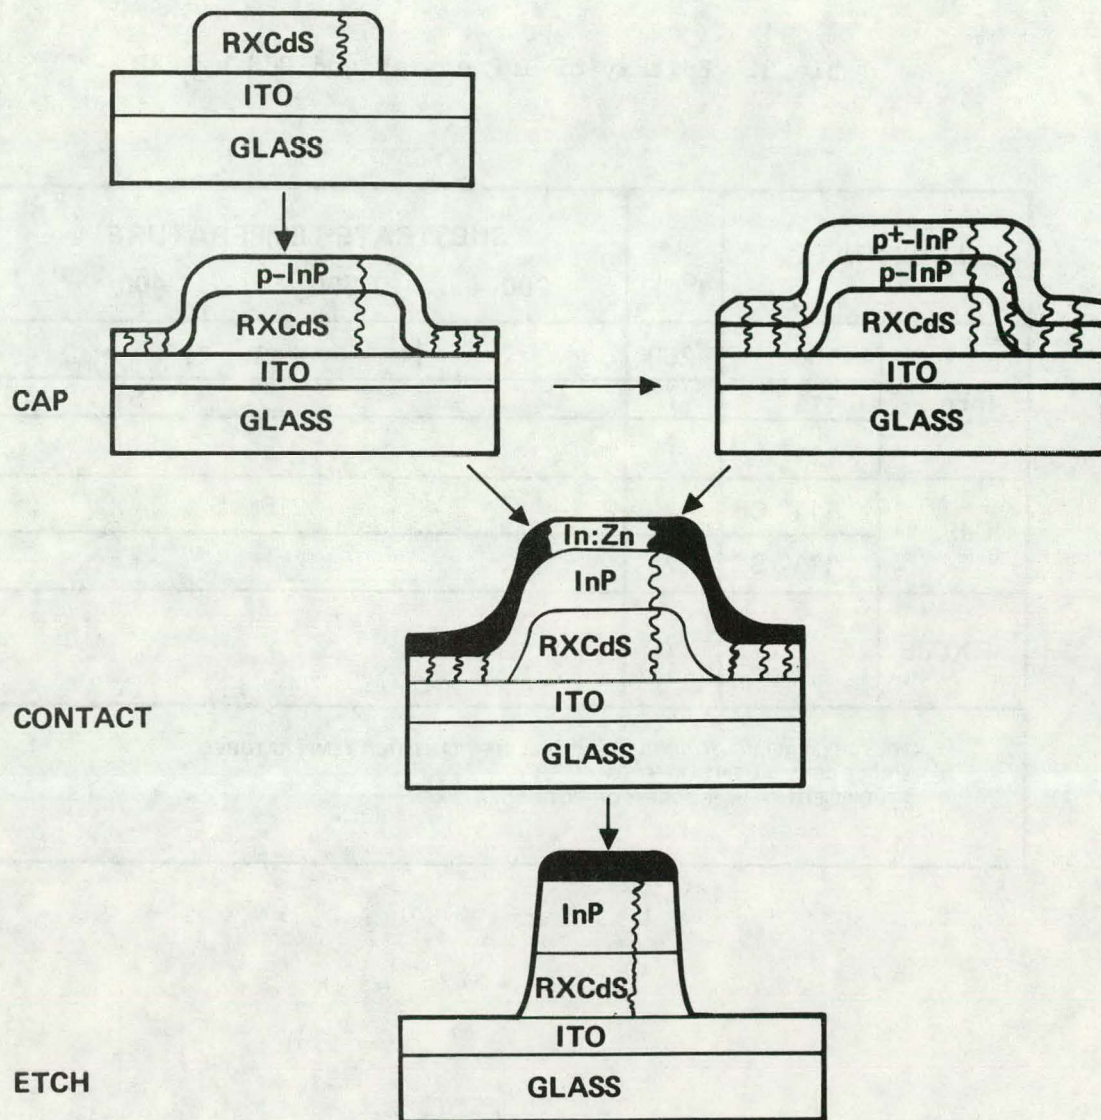 RXCdS
ITO
GLASS
p-InP
RXCdS
ITO
GLASS
CAP
p+-InP
p-InP
RXCdS
ITO
GLASS
In:Zn
InP
RXCdS
ITO
GLASS
CONTACT
InP
RXCdS
ITO
GLASS
ETCH